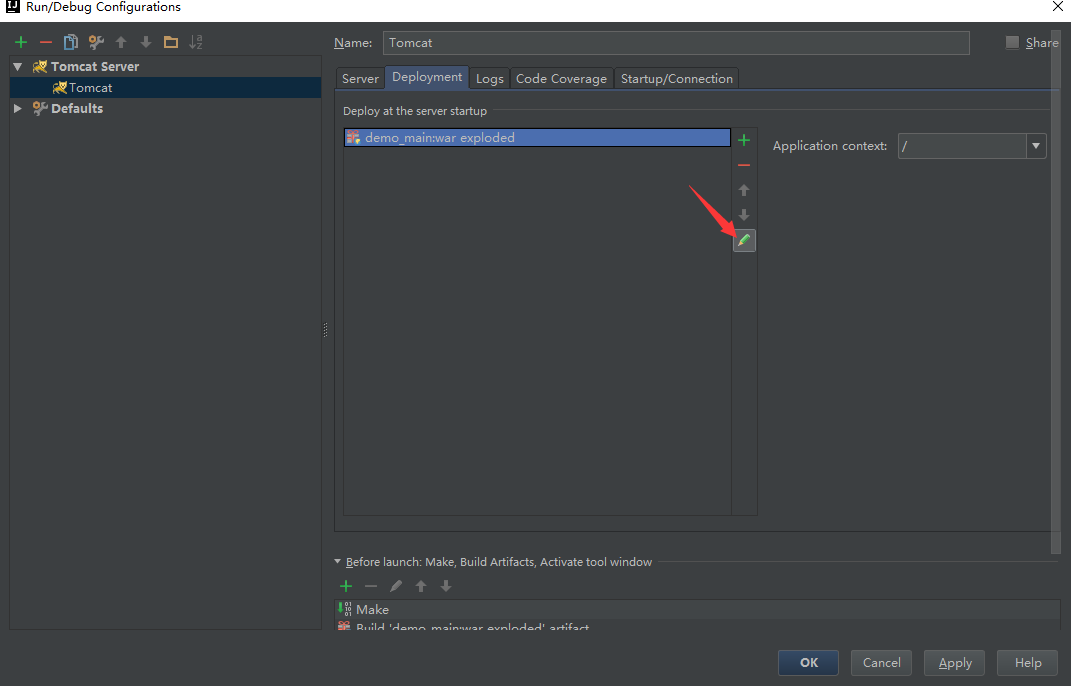 IJ Run/Debug Configurations
Name: Tomcat Share
Tomcat Server
Tomcat
Defaults
Server Deployment Logs Code Coverage Startup/Connection
Deploy at the server startup
demo_main:war exploded
Application context: /
Before launch: Make, Build Artifacts, Activate tool window
Make
Build 'demo_main:war exploded' artifact
OK Cancel Apply Help